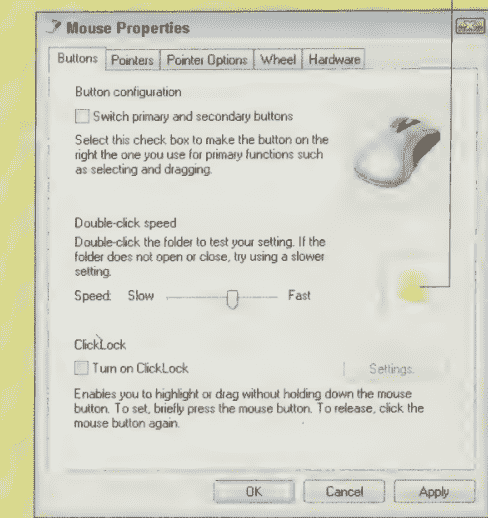 Mouse Properties
Buttons Pointers Pointer Options Wheel Hardware
Button configuration
Switch primary and secondary buttons
Select this check box to make the button on the
right the one you use for primary functions such
as selecting and dragging.
Double-click speed
Double-click the folder to test your setting. If the
folder does not open or close, try using a slower
setting.
Speed: Slow Fast
ClickLock
Turn on ClickLock Settings.
Enables you to highlight or drag without holding down the mouse
button. To set, briefly press the mouse button. To release, click the
mouse button again.
OK Cancel Apply